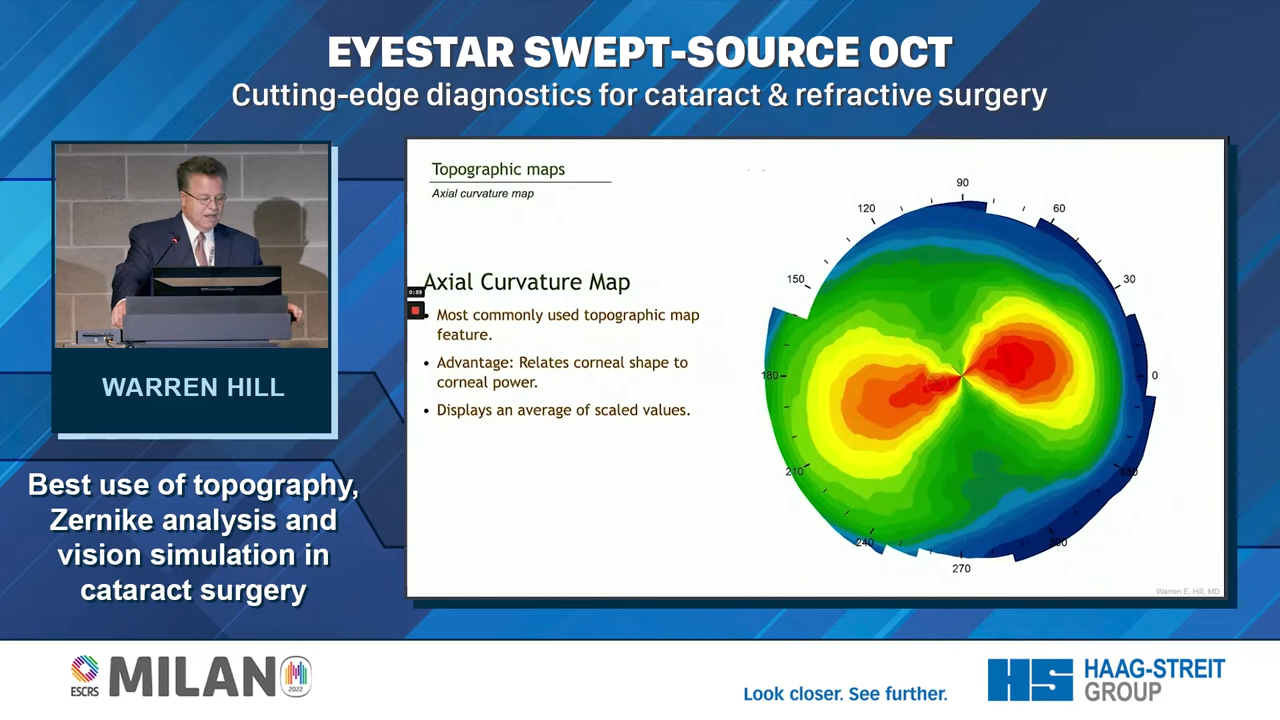 EYESTAR SWEPT-SOURCE OCT
Cutting-edge diagnostics for cataract & refractive surgery
WARREN HILL
Best use of topography,
Zernike analysis and
vision simulation in
cataract surgery
Topographic maps
Axial curvature map
0:59
Axial Curvature Map
• Most commonly used topographic map
feature.
• Advantage: Relates corneal shape to
corneal power.
• Displays an average of scaled values.
90
120
60
150
30
180
0
210
330
240
300
270
Warren E. Hill, MD
ESCRS
MILANO
2022
Look closer. See further.
HS
HAAG-STREIT
GROUP